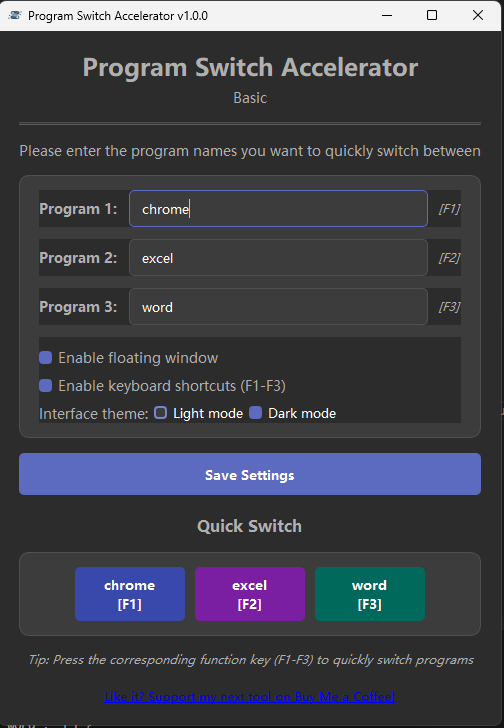 Program Switch Accelerator v1.0.0
Program Switch Accelerator
Basic
Please enter the program names you want to quickly switch between
Program 1: chrome [F1]
Program 2: excel [F2]
Program 3: word [F3]
Enable floating window
Enable keyboard shortcuts (F1-F3)
Interface theme: Light mode Dark mode
Save Settings
Quick Switch
chrome excel word
[F1] [F2] [F3]
Tip: Press the corresponding function key (F1-F3) to quickly switch programs
Like it? Support my next tool on Buy Me a Coffee!